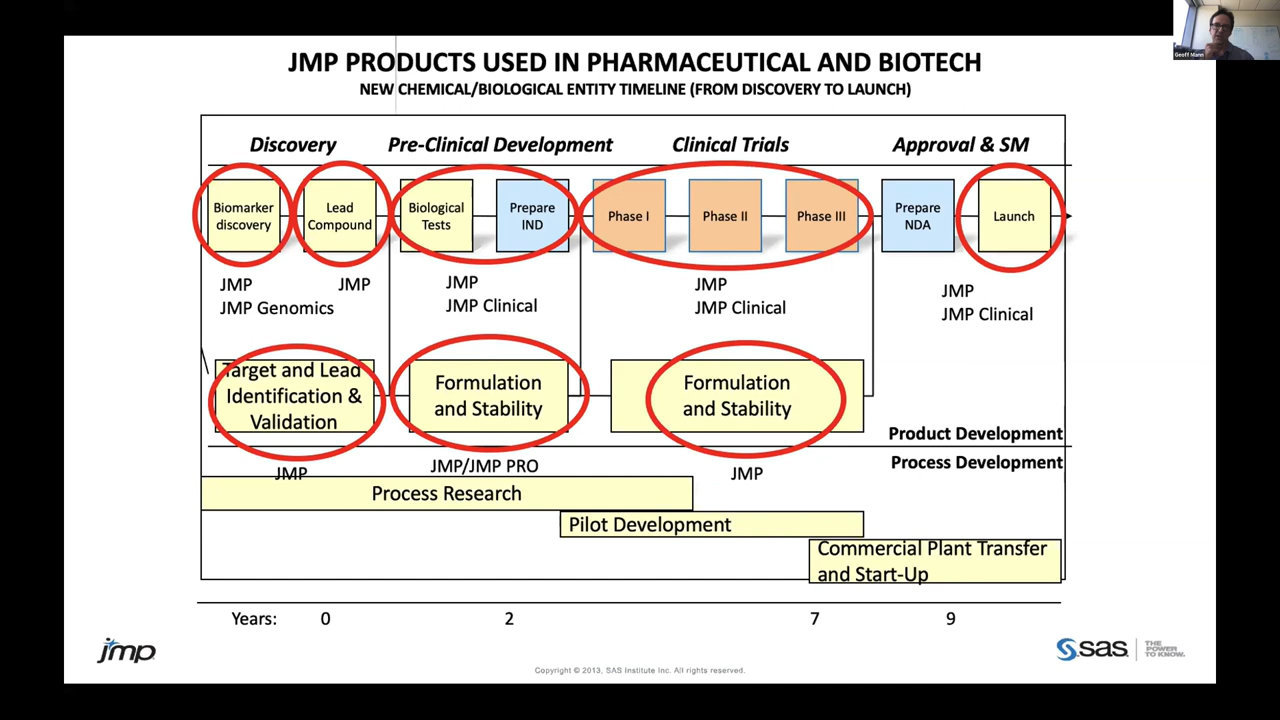 Geoff Mann
JMP PRODUCTS USED IN PHARMACEUTICAL AND BIOTECH
NEW CHEMICAL/BIOLOGICAL ENTITY TIMELINE (FROM DISCOVERY TO LAUNCH)
Discovery
Pre-Clinical Development
Clinical Trials
Approval & SM
Biomarker
discovery
Lead
Compound
Biological
Tests
Prepare
IND
Phase I
Phase II
Phase III
Prepare
NDA
Launch
JMP
JMP Genomics
JMP
JMP
JMP Clinical
JMP
JMP Clinical
JMP
JMP Clinical
Target and Lead
Identification &
Validation
Formulation
and Stability
Formulation
and Stability
Product Development
Process Development
JMP
JMP/JMP PRO
JMP
Process Research
Pilot Development
Commercial Plant Transfer
and Start-Up
Years: 0 2 7 9
jmp
Copyright © 2013, SAS Institute Inc. All rights reserved.
sas
THE
POWER
TO KNOW.